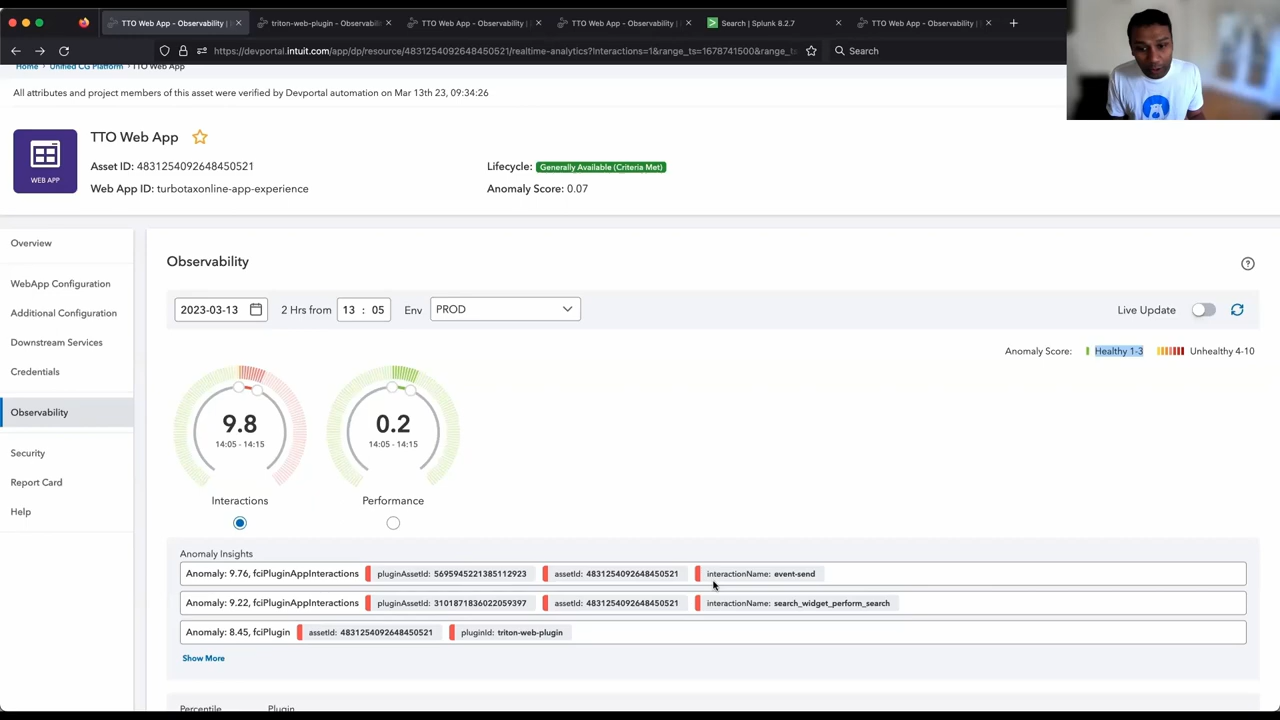 TTO Web App - Observability |
triton-web-plugin - Observabili
TTO Web App - Observability |
TTO Web App - Observability |
Search | Splunk 8.2.7
TTO Web App - Observability |
https://devportal.intuit.com/app/dp/resource/4831254092648450521/realtime-analytics?Interactions=1&range_ts=1678741500&range_
Search
Home › Unified CG Platform › TTO Web App
All attributes and project members of this asset were verified by Devportal automation on Mar 13th 23, 09:34:26
WEB APP
TTO Web App
Asset ID: 4831254092648450521
Web App ID: turbotaxonline-app-experience
Lifecycle: Generally Available (Criteria Met)
Anomaly Score: 0.07
Overview
WebApp Configuration
Additional Configuration
Downstream Services
Credentials
Observability
Security
Report Card
Help
Observability
2023-03-13
2 Hrs from 13 : 05
Env PROD
Live Update
Anomaly Score: Healthy 1-3 Unhealthy 4-10
9.8
14:05 - 14:15
Interactions
0.2
14:05 - 14:15
Performance
Anomaly Insights
Anomaly: 9.76, fciPluginAppInteractions pluginAssetId: 5695945221385112923 assetId: 4831254092648450521 interactionName: event-send
Anomaly: 9.22, fciPluginAppInteractions pluginAssetId: 3101871836022059397 assetId: 4831254092648450521 interactionName: search_widget_perform_search
Anomaly: 8.45, fciPlugin assetId: 4831254092648450521 pluginId: triton-web-plugin
Show More
Percentile Plugin